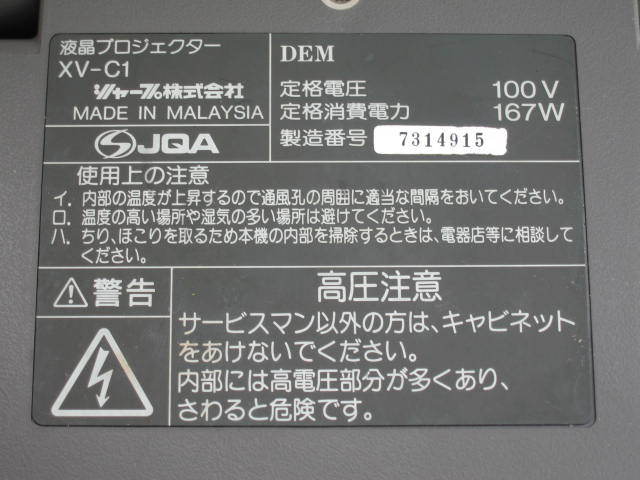 液晶プロジェクター
XV-C1
シャープ株式会社
MADE IN MALAYSIA
JQA
DEM
定格電圧 100V
定格消費電力 167W
製造番号 7314915
使用上の注意
イ. 内部の温度が上昇するので通風孔の周囲に適当な間隔をおいてください。
ロ. 温度の高い場所や湿気の多い場所は避けてください。
ハ. ちり、ほこりを取るため本機の内部を掃除するときは、電器店等に相談して
ください。
警告
高圧注意
サービスマン以外の方は、キャビネット
をあけないでください。
内部には高電圧部分が多くあり、
さわると危険です。